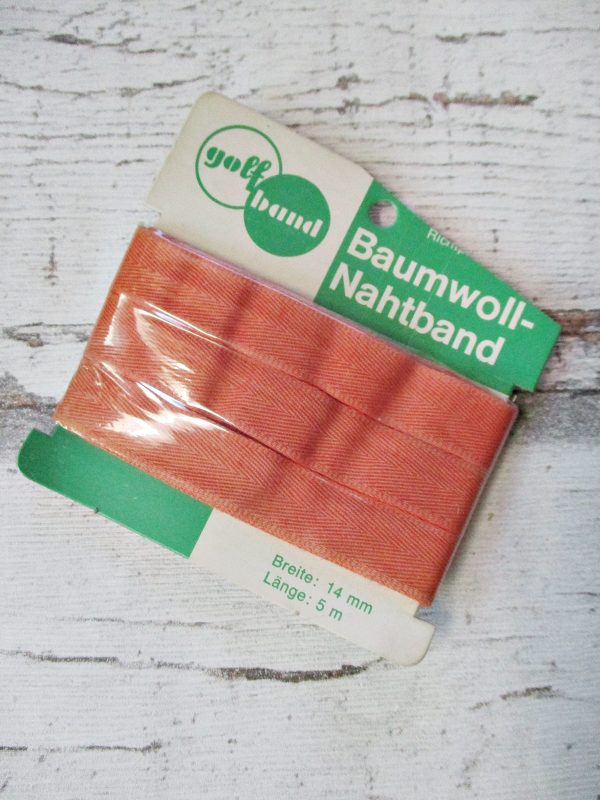 golf
band
Baumwoll-
Nahtband
Breite: 14 mm
Länge: 5 m